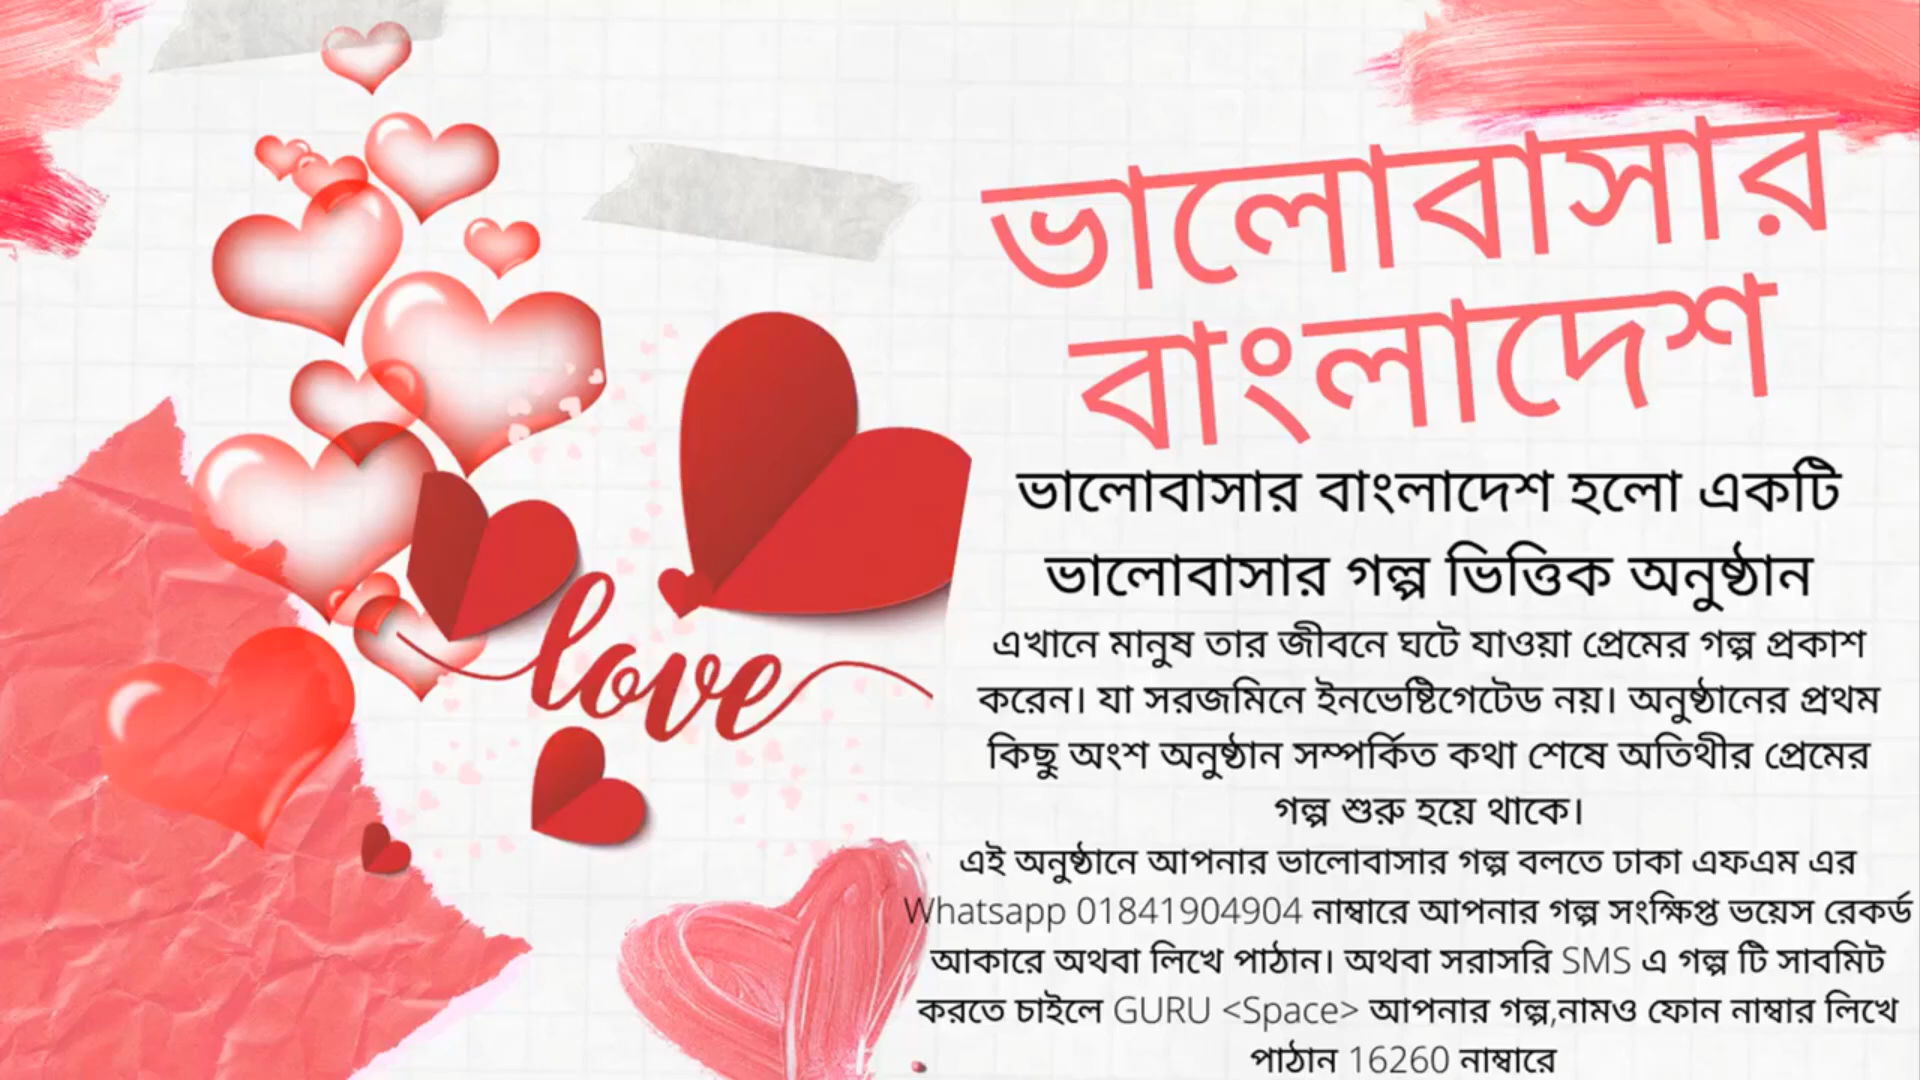 ভালোবাসার
বাংলাদেশ
ভালোবাসার বাংলাদেশ হলো একটি
ভালোবাসার গল্প ভিত্তিক অনুষ্ঠান
এখানে মানুষ তার জীবনে ঘটে যাওয়া প্রেমের গল্প প্রকাশ
করেন। যা সরজমিনে ইনভেষ্টিগেটেড নয়। অনুষ্ঠানের প্রথম
কিছু অংশ অনুষ্ঠান সম্পর্কিত কথা শেষে অতিথীর প্রেমের
গল্প শুরু হয়ে থাকে।
এই অনুষ্ঠানে আপনার ভালোবাসার গল্প বলতে ঢাকা এফএম এর
Whatsapp 01841904904 নাম্বারে আপনার গল্প সংক্ষিপ্ত ভয়েস রেকর্ড
আকারে অথবা লিখে পাঠান। অথবা সরাসরি SMS এ গল্প টি সাবমিট
করতে চাইলে GURU <Space> আপনার গল্প,নামও ফোন নাম্বার লিখে
পাঠান 16260 নাম্বারে
love